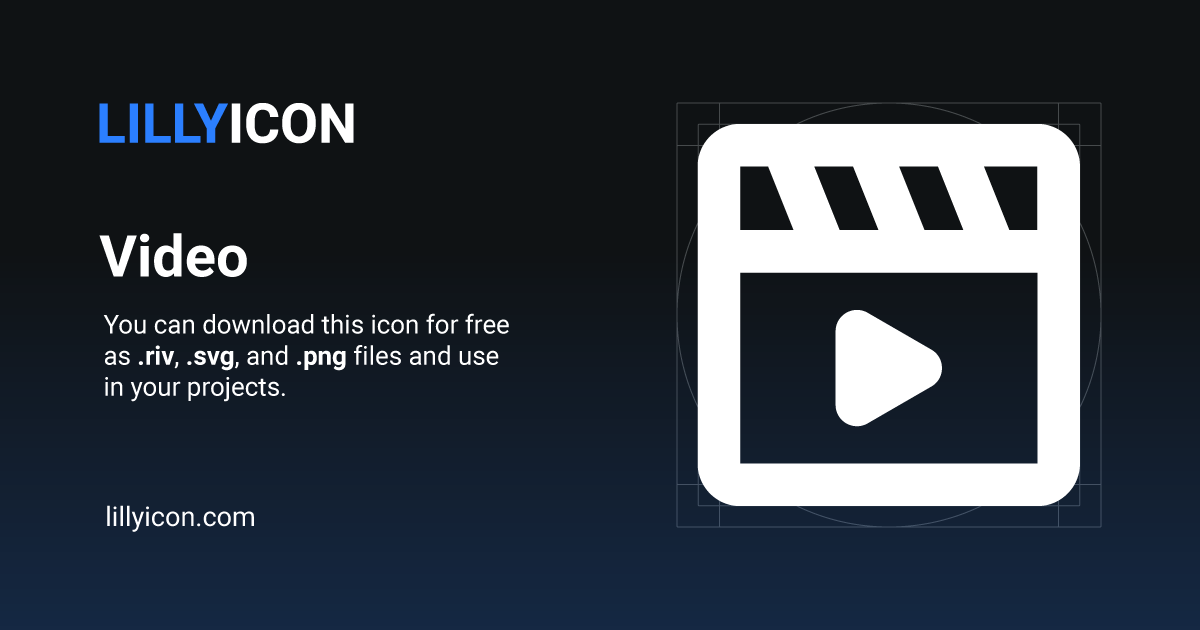 LILLYICON
Video
You can download this icon for free
as .riv, .svg, and .png files and use
in your projects.
lillyicon.com